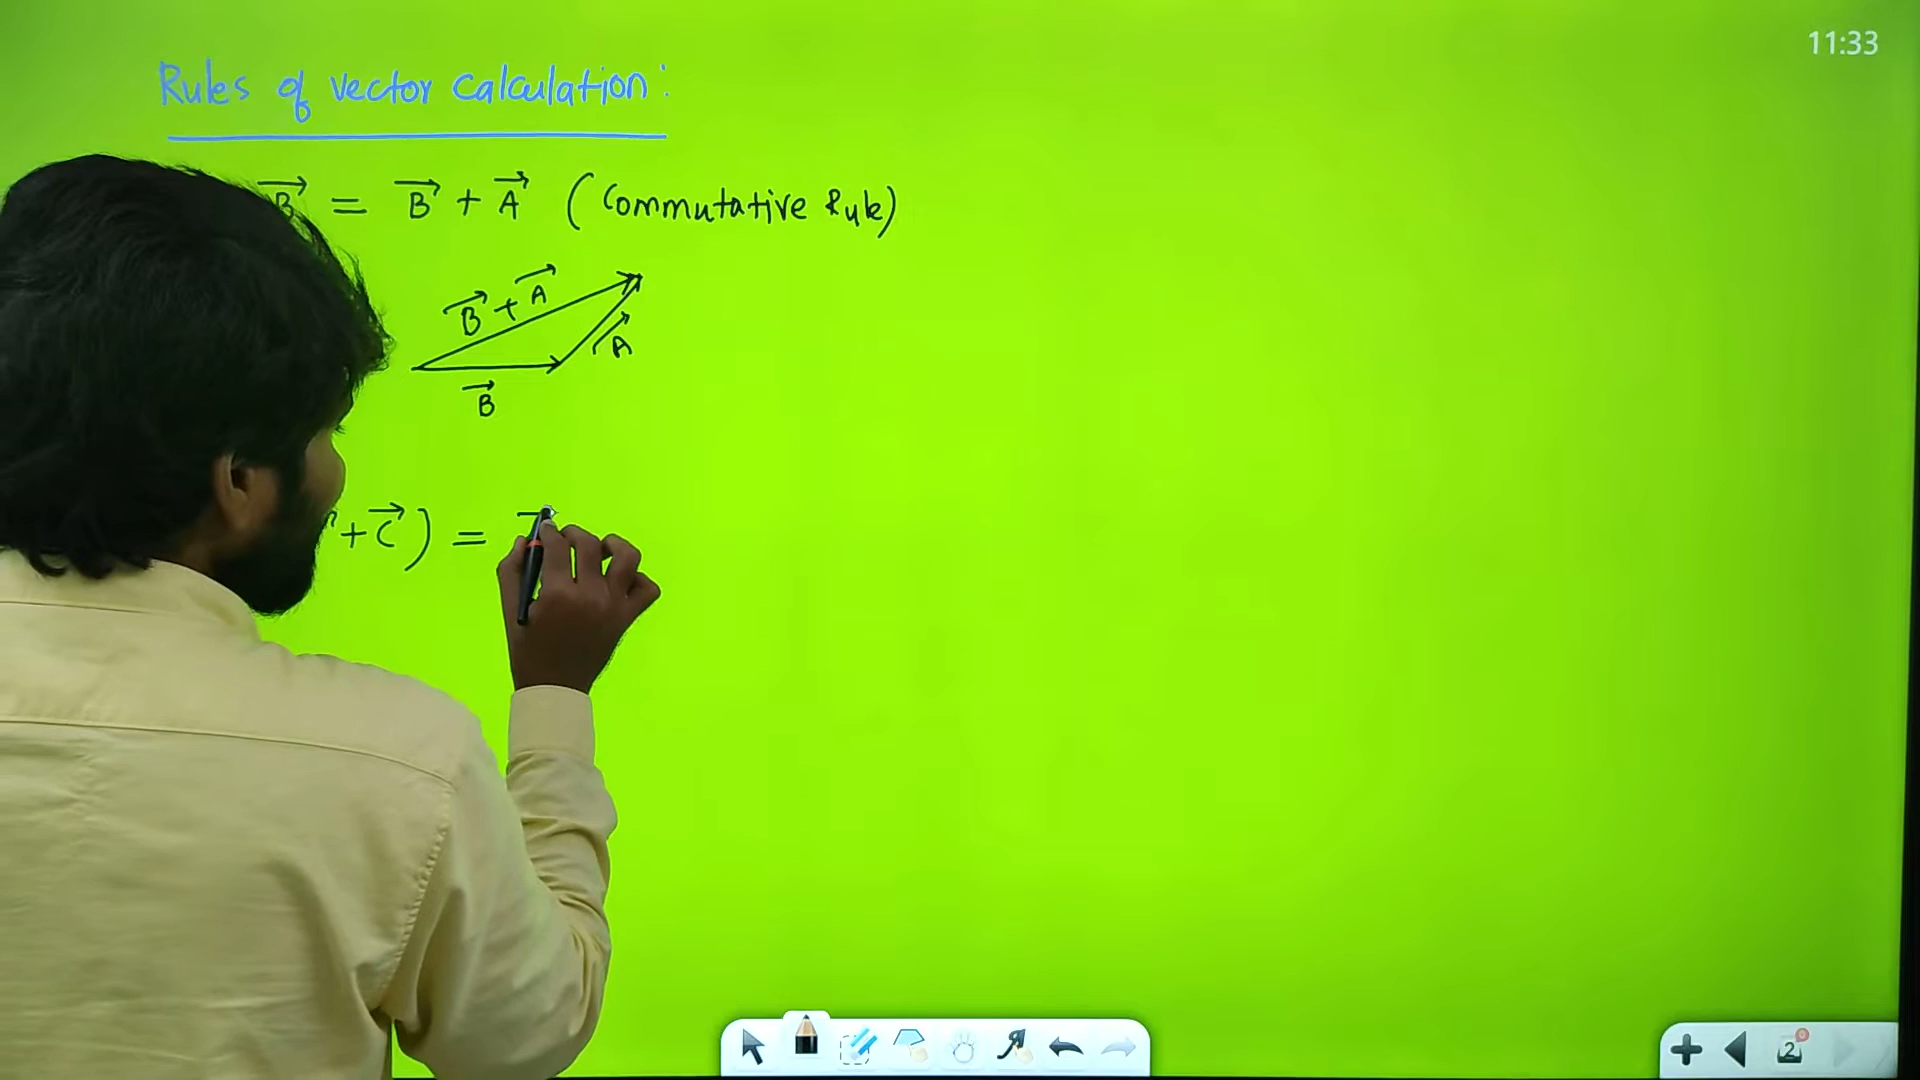 11:33
Rules of vector calculation:
B⃗ = B⃗ + A⃗ (Commutative Rule)
B⃗ + A⃗
A⃗
B⃗
+ C⃗ ) =
2